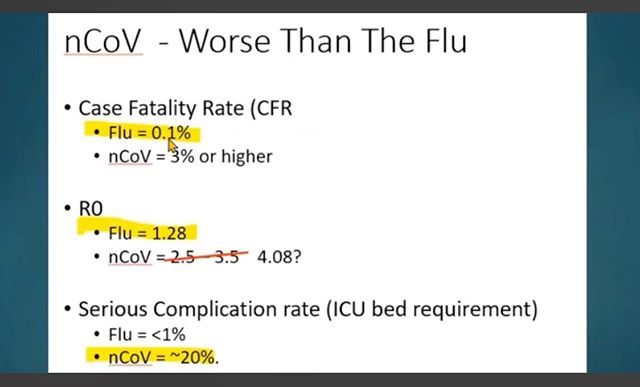 nCoV - Worse Than The Flu
• Case Fatality Rate (CFR
• Flu = 0.1%
• nCoV = 3% or higher
• R0
• Flu = 1.28
• nCoV = 2.5 - 3.5 4.08?
• Serious Complication rate (ICU bed requirement)
• Flu = <1%
• nCoV = ~20%.